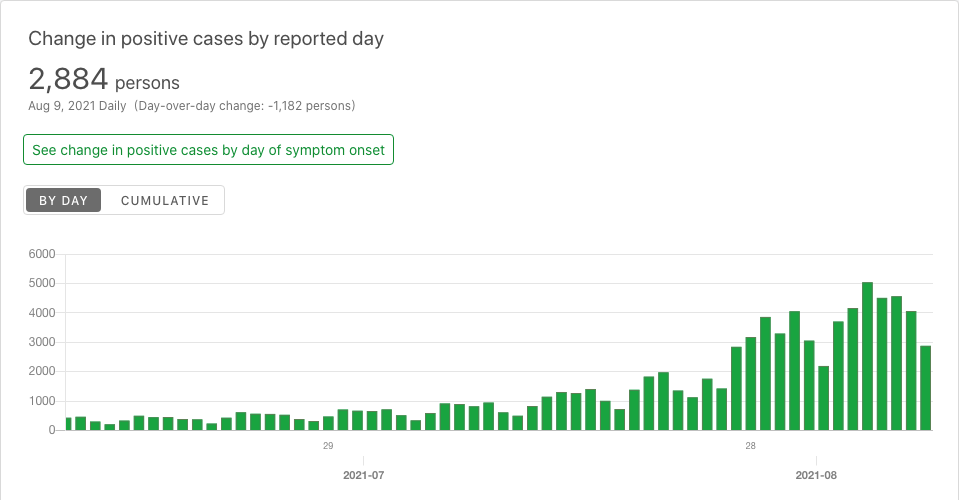 Change in positive cases by reported day
2,884 persons
Aug 9, 2021 Daily (Day-over-day change: -1,182 persons)
See change in positive cases by day of symptom onset
BY DAY CUMULATIVE
6000
5000
4000
3000
2000
1000
0
29 28
2021-07 2021-08